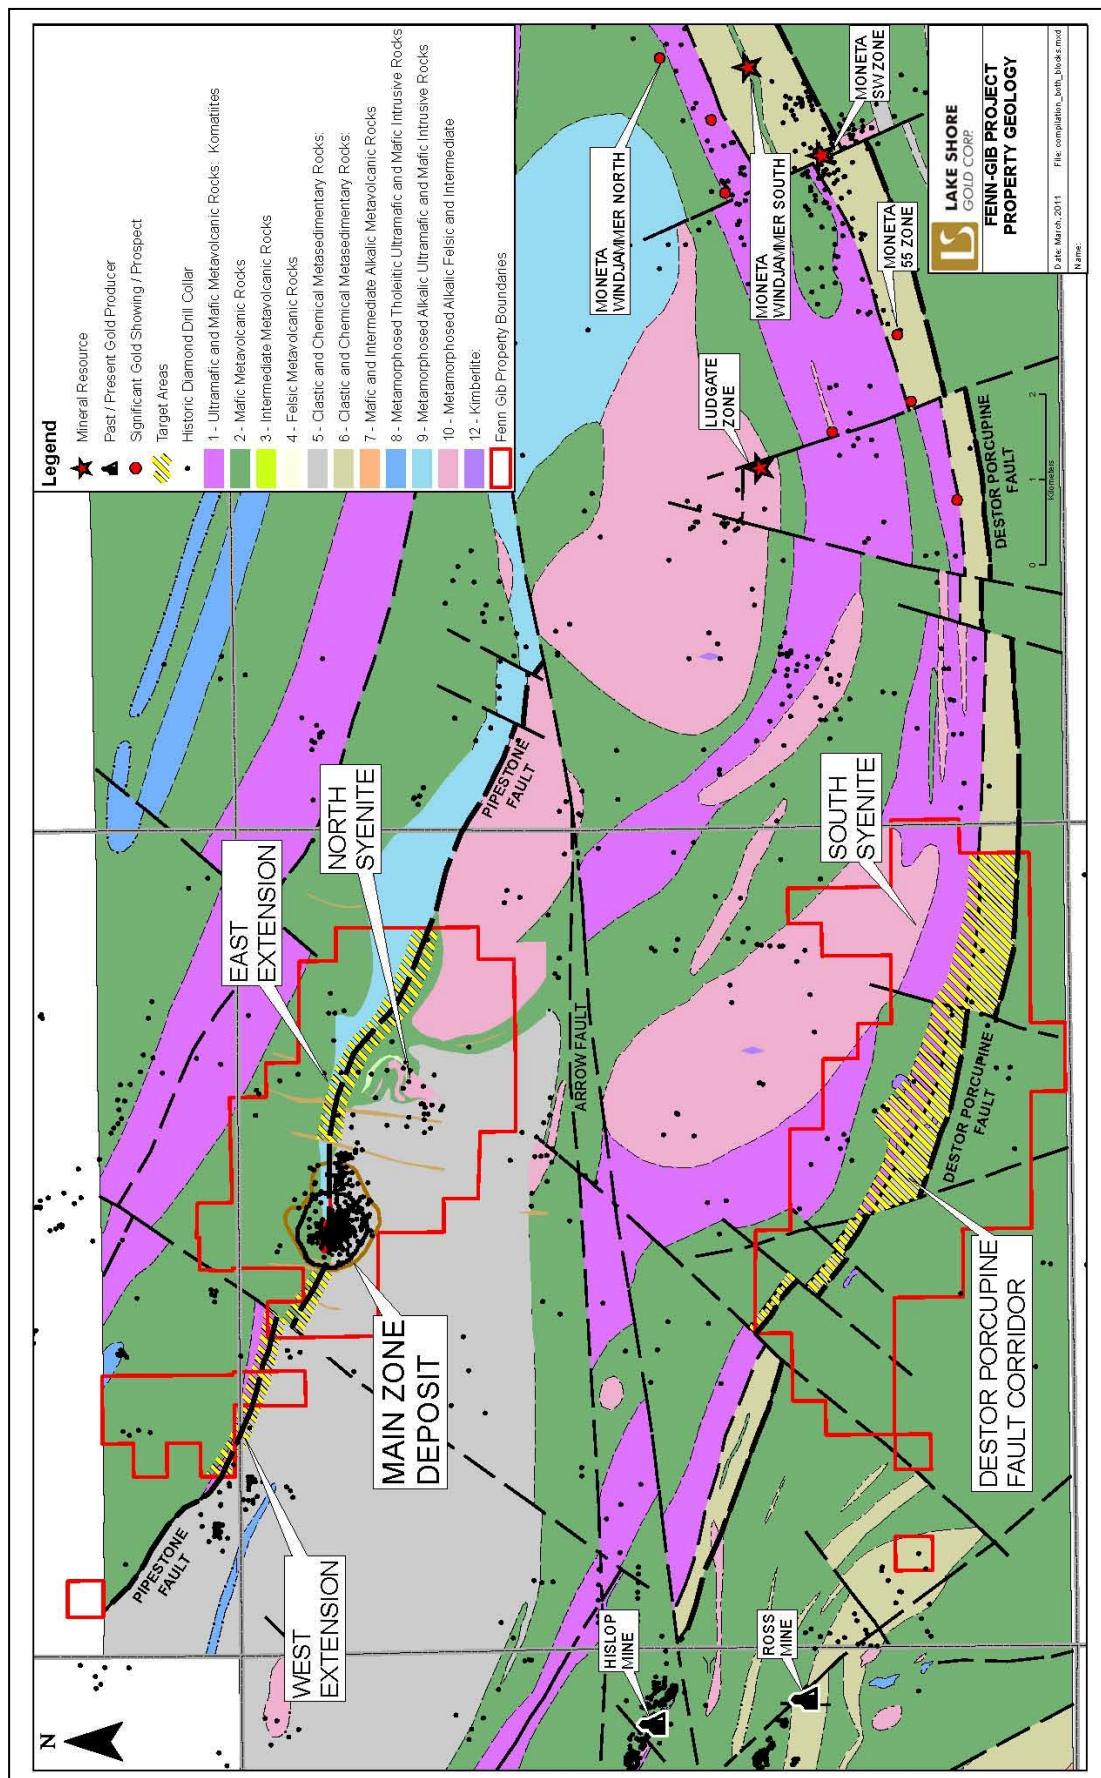 Legend
Mineral Resource
Past / Present Gold Producer
Significant Gold Showing / Prospect
Target Areas
Historic Diamond Drill Collar
1 - Ultramafic and Mafic Metavolcanic Rocks: Komatiites
2 - Mafic Metavolcanic Rocks
3 - Intermediate Metavolcanic Rocks
4 - Felsic Metavolcanic Rocks
5 - Clastic and Chemical Metasedimentary Rocks:
6 - Clastic and Chemical Metasedimentary Rocks:
7 - Mafic and Intermediate Alkalic Metavolcanic Rocks
8 - Metamorphosed Tholeiitic Ultramafic and Mafic Intrusive Rocks
9 - Metamorphosed Alkalic Ultramafic and Mafic Intrusive Rocks
10 - Metamorphosed Alkalic Felsic and Intermediate
12 - Kimberlite:
Fenn Gib Property Boundaries
N
PIPESTONE
FAULT
WEST
EXTENSION
MAIN ZONE
DEPOSIT
EAST
EXTENSION
NORTH
SYENITE
PIPESTONE
FAULT
ARROW FAULT
HISLOP
MINE
ROSS
MINE
DESTOR PORCUPINE
FAULT CORRIDOR
DESTOR PORCUPINE
FAULT
SOUTH
SYENITE
LUDGATE
ZONE
MONETA
WINDJAMMER NORTH
MONETA
WINDJAMMER SOUTH
MONETA
SW ZONE
MONETA
55 ZONE
DESTOR PORCUPINE
FAULT
0 1 2
Kilometers
LS
LAKE SHORE
GOLD CORP.
FENN-GIB PROJECT
PROPERTY GEOLOGY
Date: March, 2011 File: compilation_both_blocks.mxd
Name: